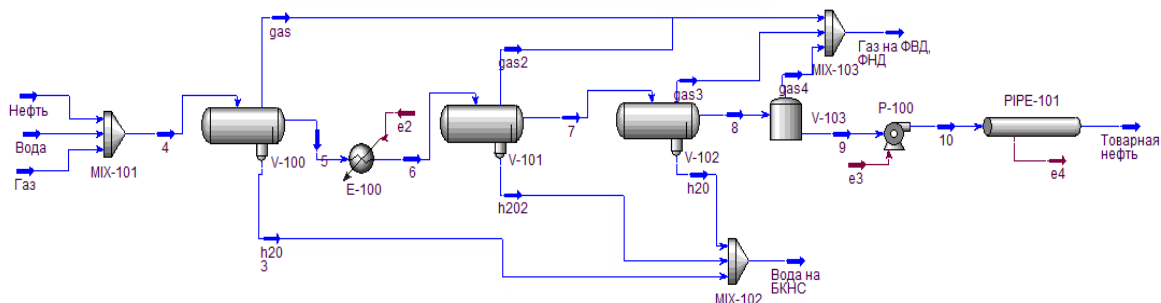 gas
gas2
Газ на ФВД,
ФНД
MIX-103
gas3
gas4
Нефть
Вода
Газ
MIX-101
4
V-100
5
E-100
e2
6
V-101
7
V-102
8
V-103
9
P-100
e3
10
PIPE-101
e4
Товарная
нефть
h20
3
h202
h20
MIX-102
Вода на
БКНС